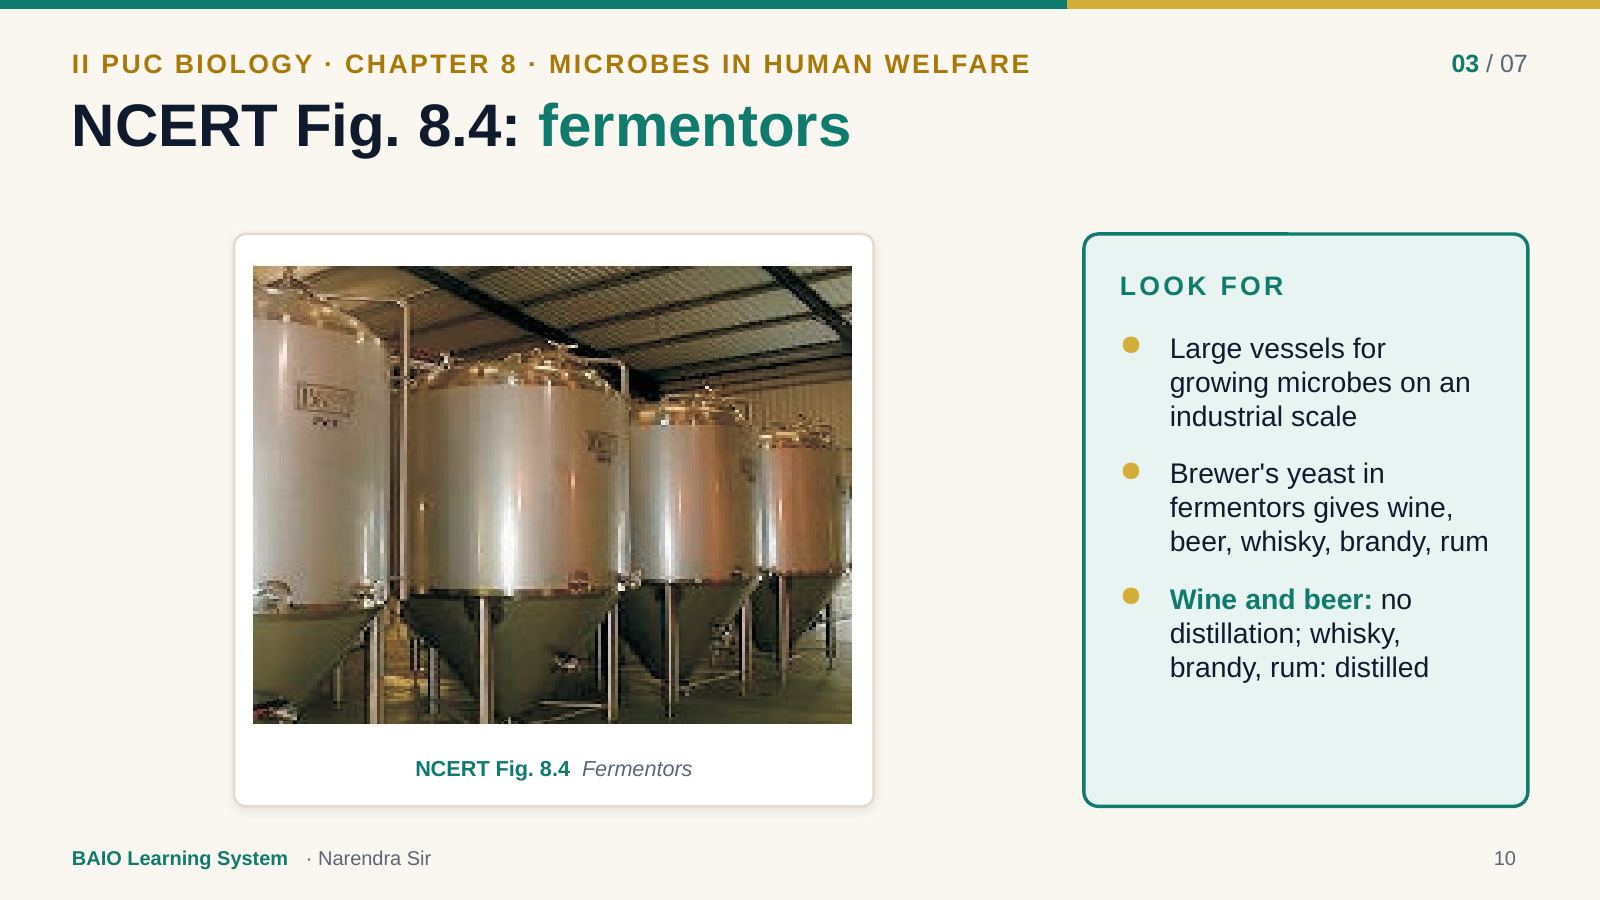 II PUC BIOLOGY · CHAPTER 8 · MICROBES IN HUMAN WELFARE
03 / 07
NCERT Fig. 8.4: fermentors
NCERT Fig. 8.4 Fermentors
LOOK FOR
Large vessels for
growing microbes on an
industrial scale
Brewer's yeast in
fermentors gives wine,
beer, whisky, brandy, rum
Wine and beer: no
distillation; whisky,
brandy, rum: distilled
BAIO Learning System · Narendra Sir
10